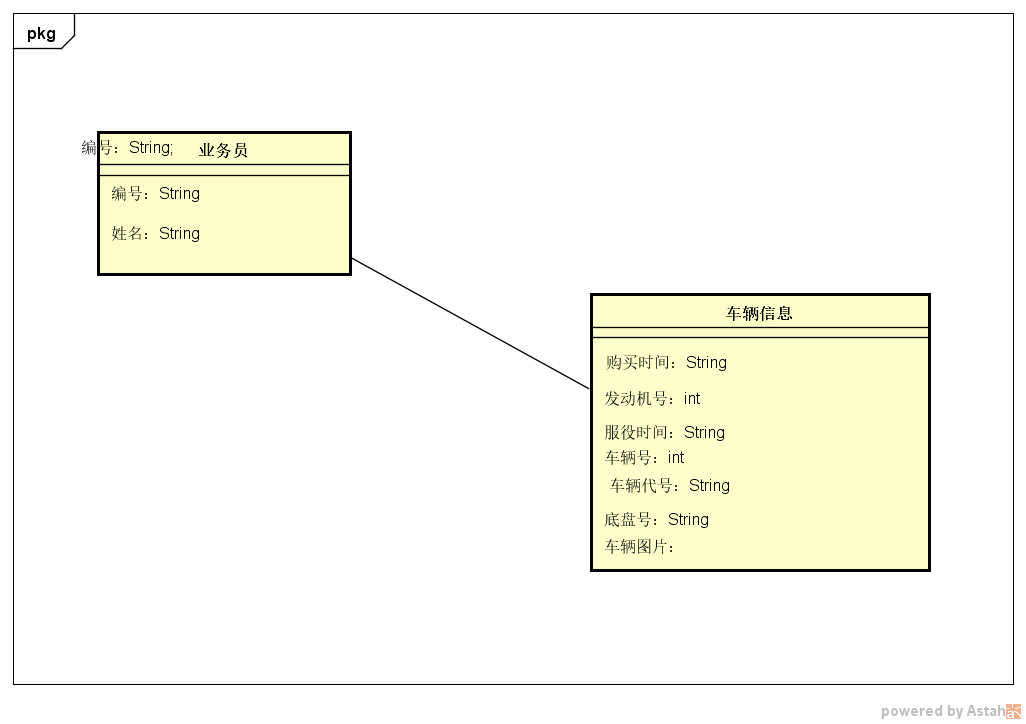 pkg
编号：String;
业务员
编号：String
姓名：String
车辆信息
购买时间：String
发动机号：int
服役时间：String
车辆号：int
车辆代号：String
底盘号：String
车辆图片：
powered by Astah